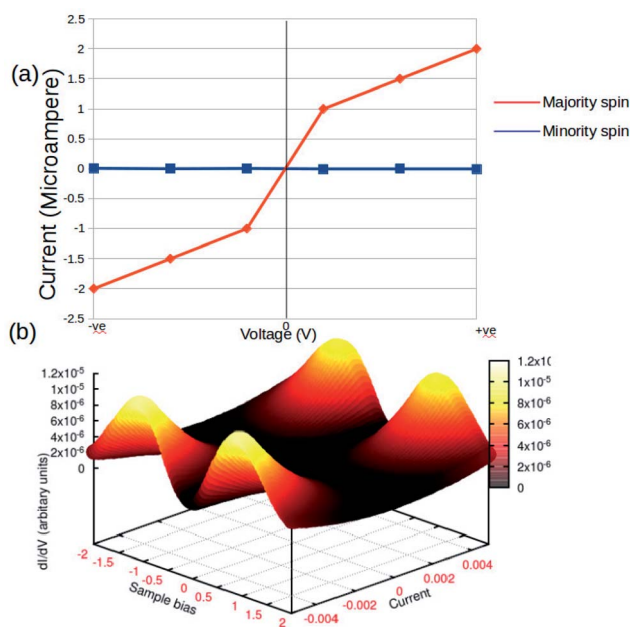 (a)
Current (Microampere)
2.5
2
1.5
1
0.5
0
-0.5
-1
-1.5
-2
-2.5
-ve
0
+ve
Voltage (V)
Majority spin
Minority spin
(b)
dI/dV (arbitary units)
1.2x10-5
1x10-5
8x10-6
6x10-6
4x10-6
2x10-6
0
-2
-1.5
-1
-0.5
0
0.5
1
1.5
2
Sample bias
-0.004
-0.002
0
0.002
0.004
Current
1.2x10
1x10-5
8x10-6
6x10-6
4x10-6
2x10-6
0